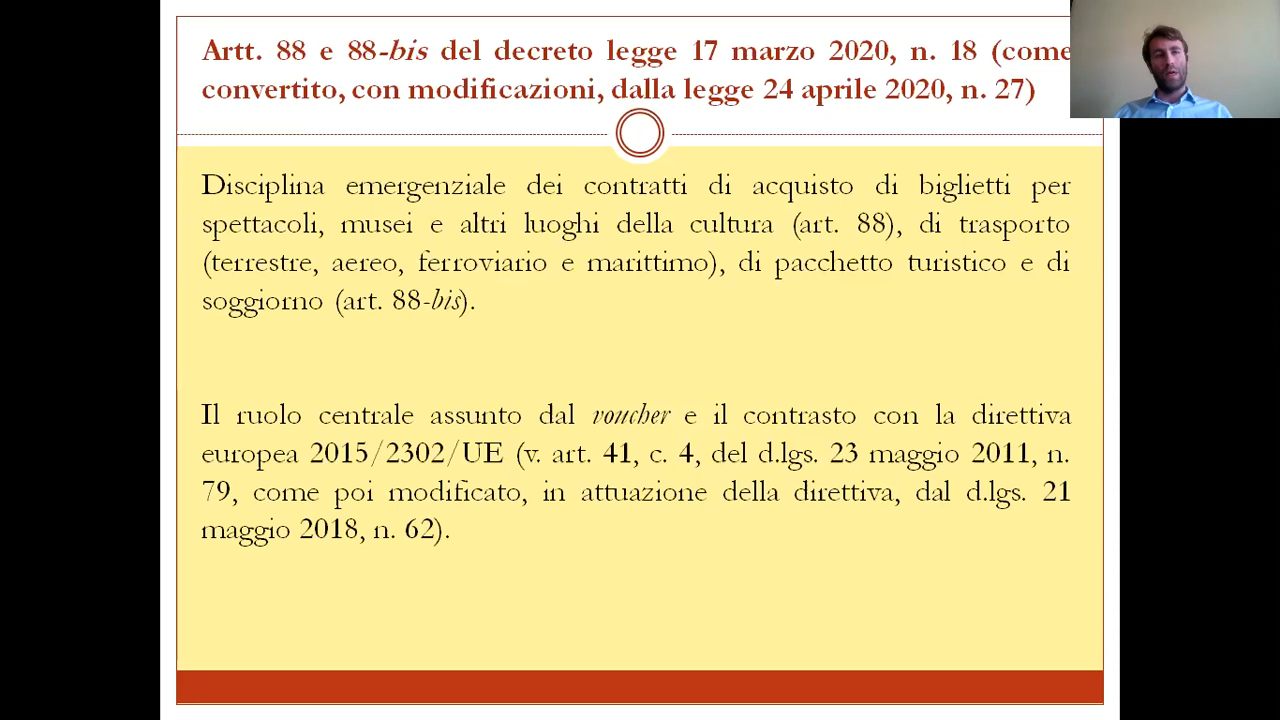 Artt. 88 e 88-bis del decreto legge 17 marzo 2020, n. 18 (come
convertito, con modificazioni, dalla legge 24 aprile 2020, n. 27)
Disciplina emergenziale dei contratti di acquisto di biglietti per
spettacoli, musei e altri luoghi della cultura (art. 88), di trasporto
(terrestre, aereo, ferroviario e marittimo), di pacchetto turistico e di
soggiorno (art. 88-bis).
Il ruolo centrale assunto dal voucher e il contrasto con la direttiva
europea 2015/2302/UE (v. art. 41, c. 4, del d.lgs. 23 maggio 2011, n.
79, come poi modificato, in attuazione della direttiva, dal d.lgs. 21
maggio 2018, n. 62).